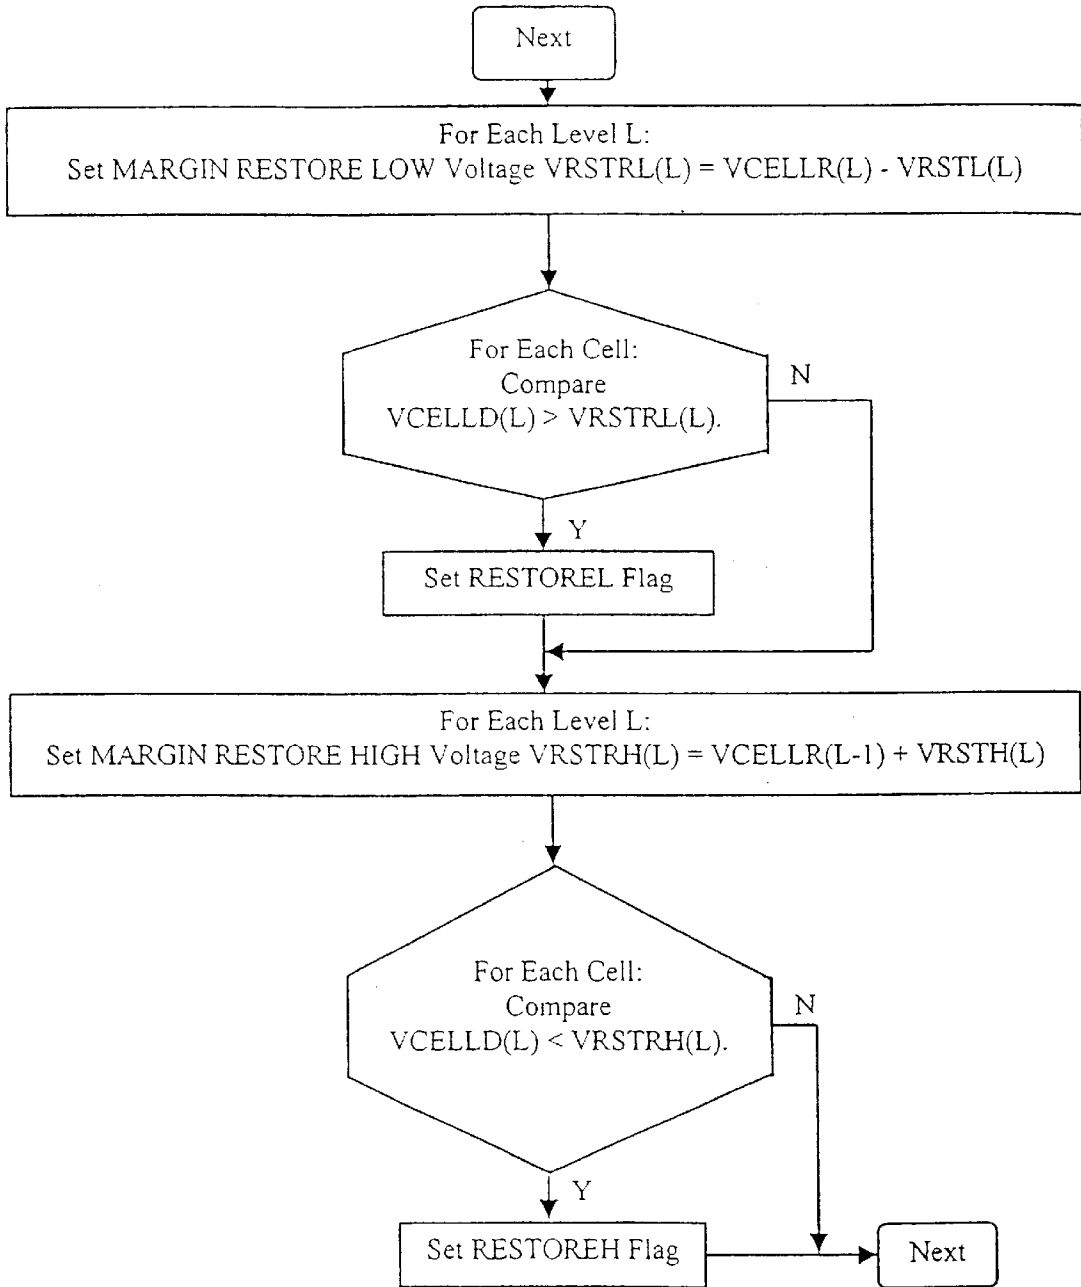 Next
For Each Level L:
Set MARGIN RESTORE LOW Voltage VRSTRL(L) = VCELLR(L) - VRSTL(L)
For Each Cell:
Compare
VCELLD(L) > VRSTRL(L).
N
Y
Set RESTOREL Flag
For Each Level L:
Set MARGIN RESTORE HIGH Voltage VRSTRH(L) = VCELLR(L-1) + VRSTH(L)
For Each Cell:
Compare
VCELLD(L) < VRSTRH(L).
N
Y
Set RESTOREH Flag
Next